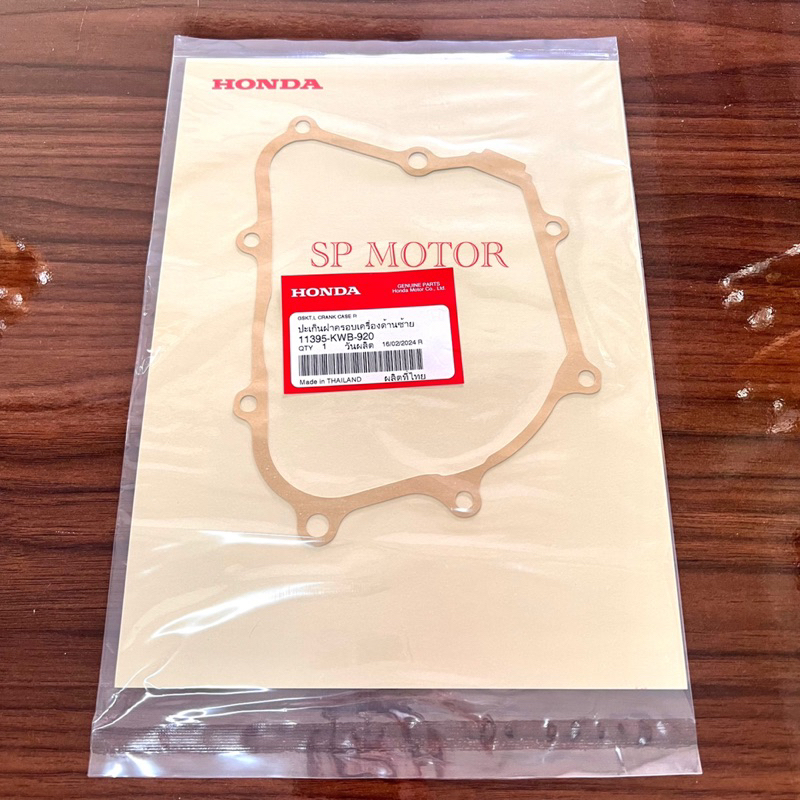 HONDA
SP MOTOR
HONDA
GENUINE PARTS
Honda Motor Co., Ltd.
GSKT.L CRANK CASE R
ปะเก็นฝาครอบเครื่องด้านซ้าย
11395-KWB-920
QTY 1 วันผลิต 16/02/2024 R
Made in THAILAND ผลิตที่ไทย